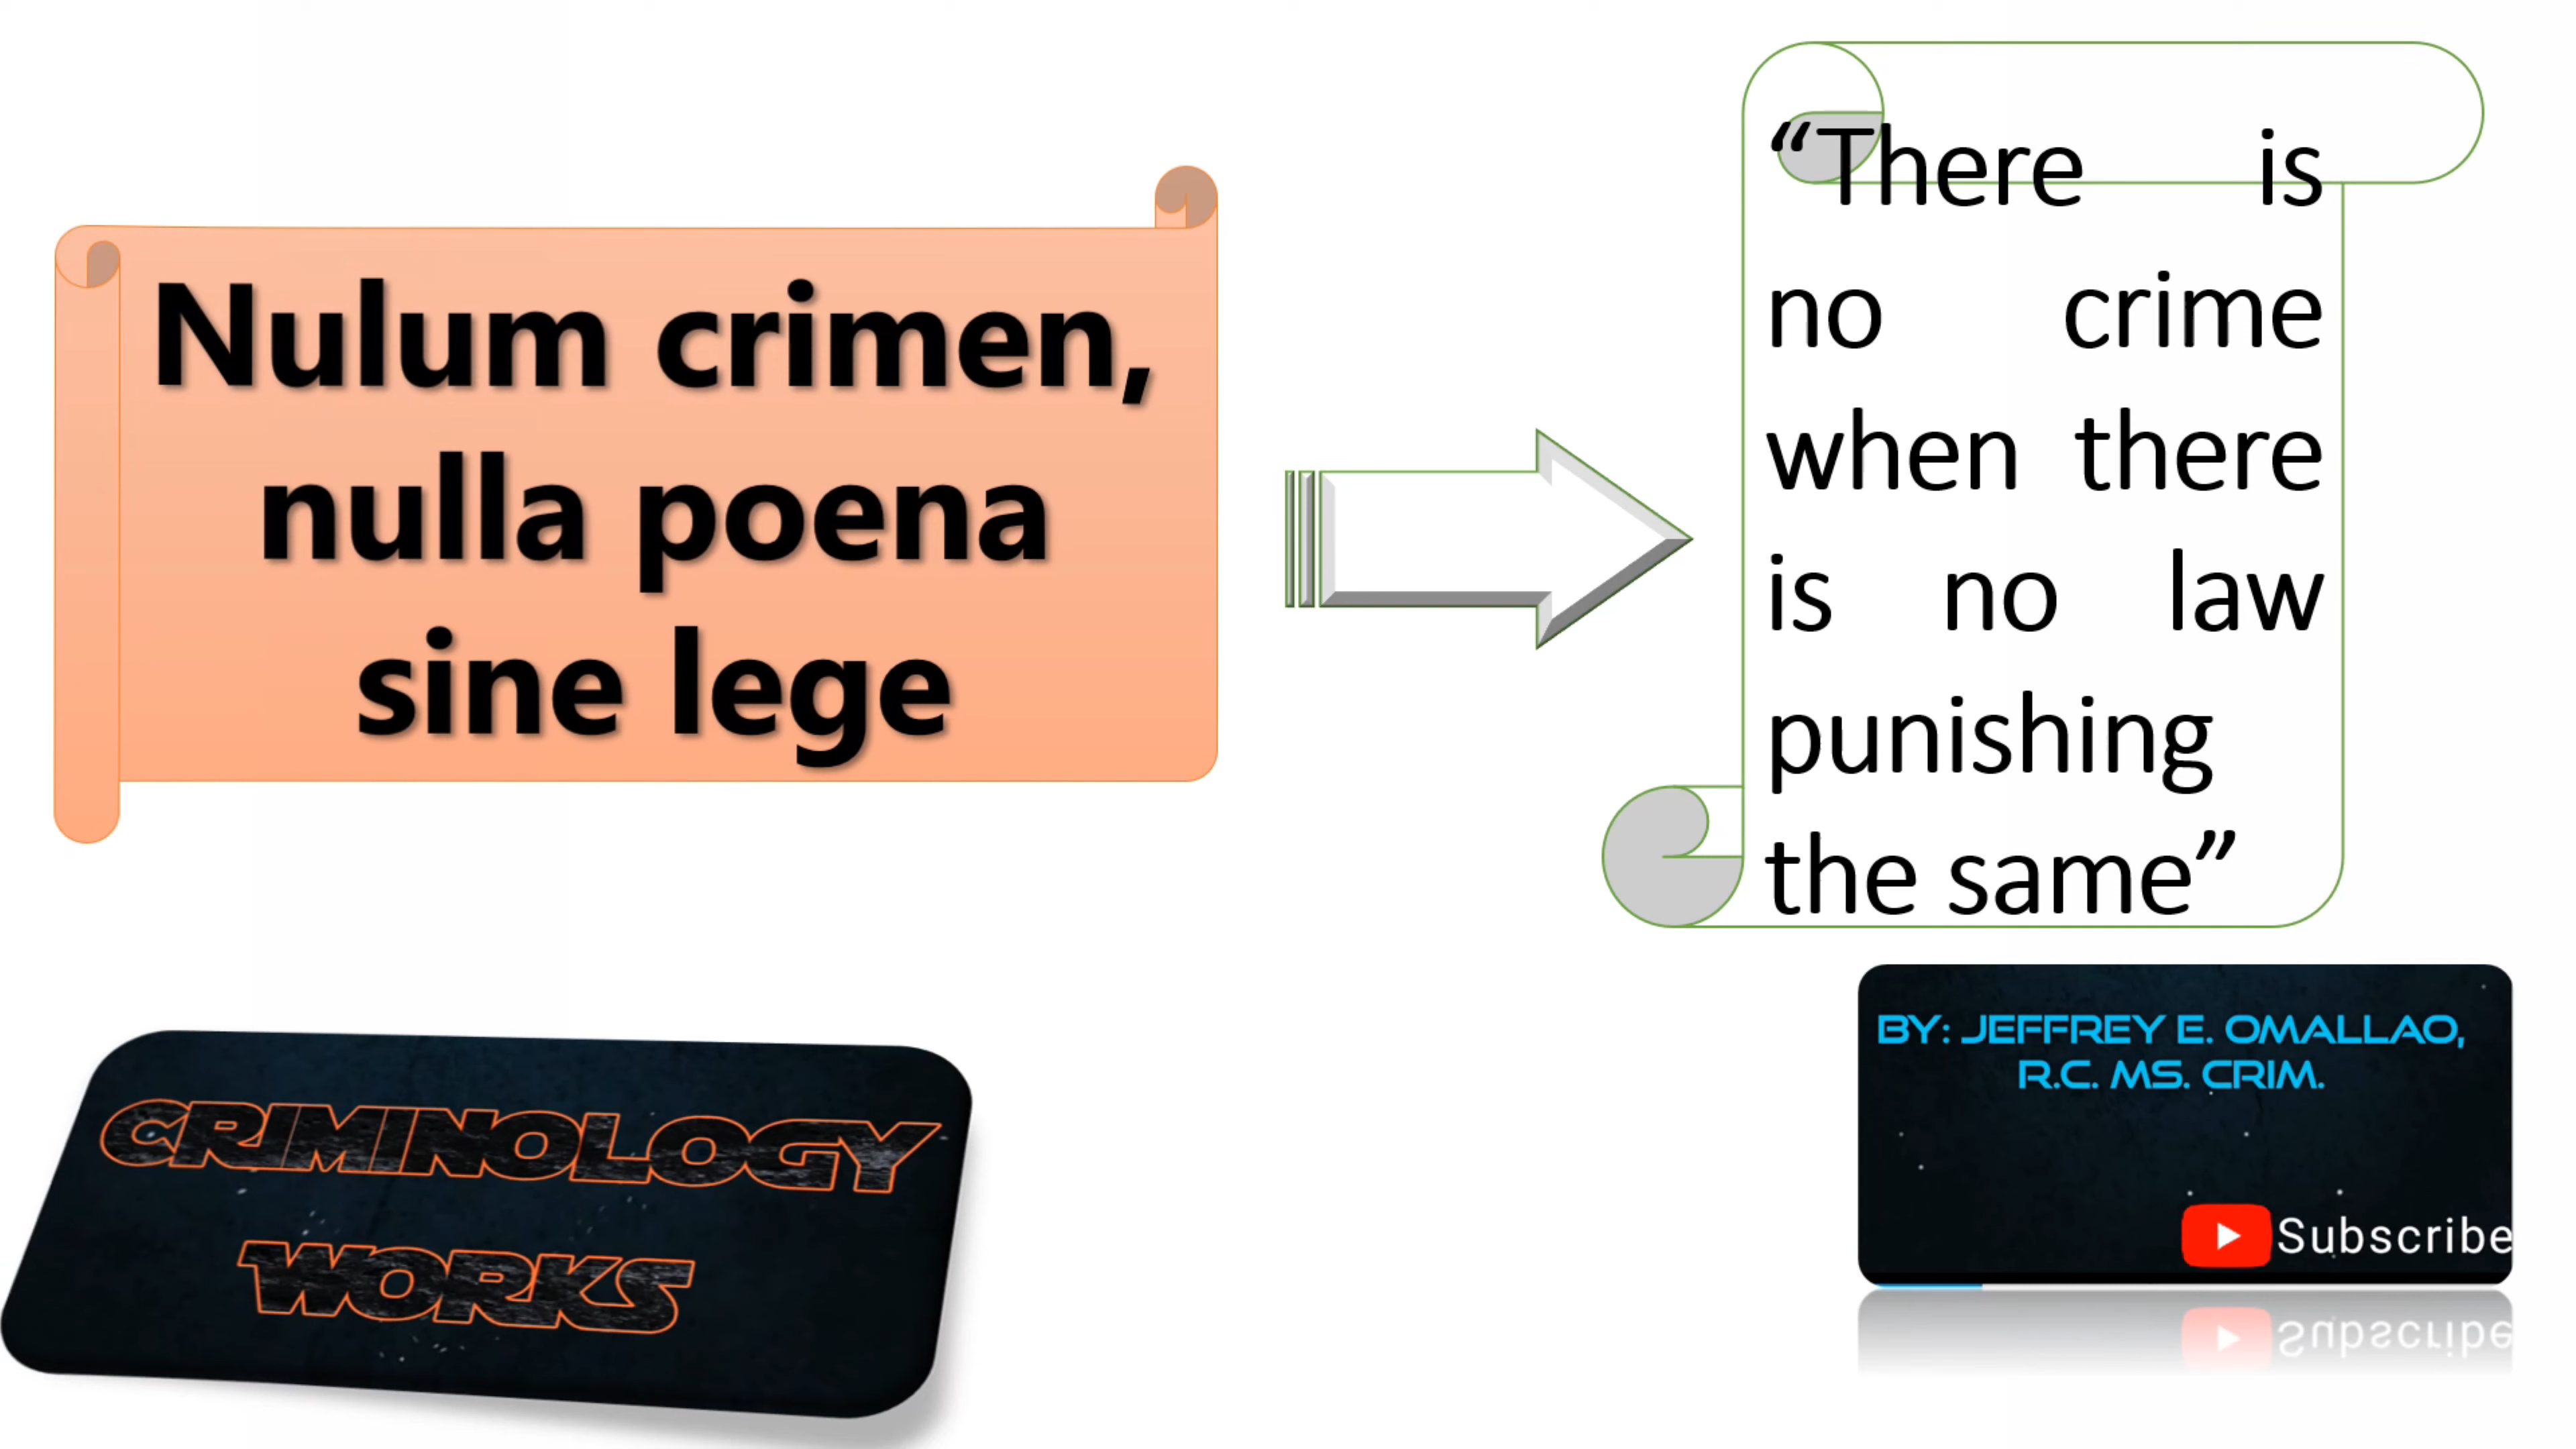 Nulum crimen,
nulla poena
sine lege
“There is
no crime
when there
is no law
punishing
the same”
CRIMINOLOGY
WORKS
BY: JEFFREY E. OMALLAO,
R.C. MS. CRIM.
Subscribe
Subscribe